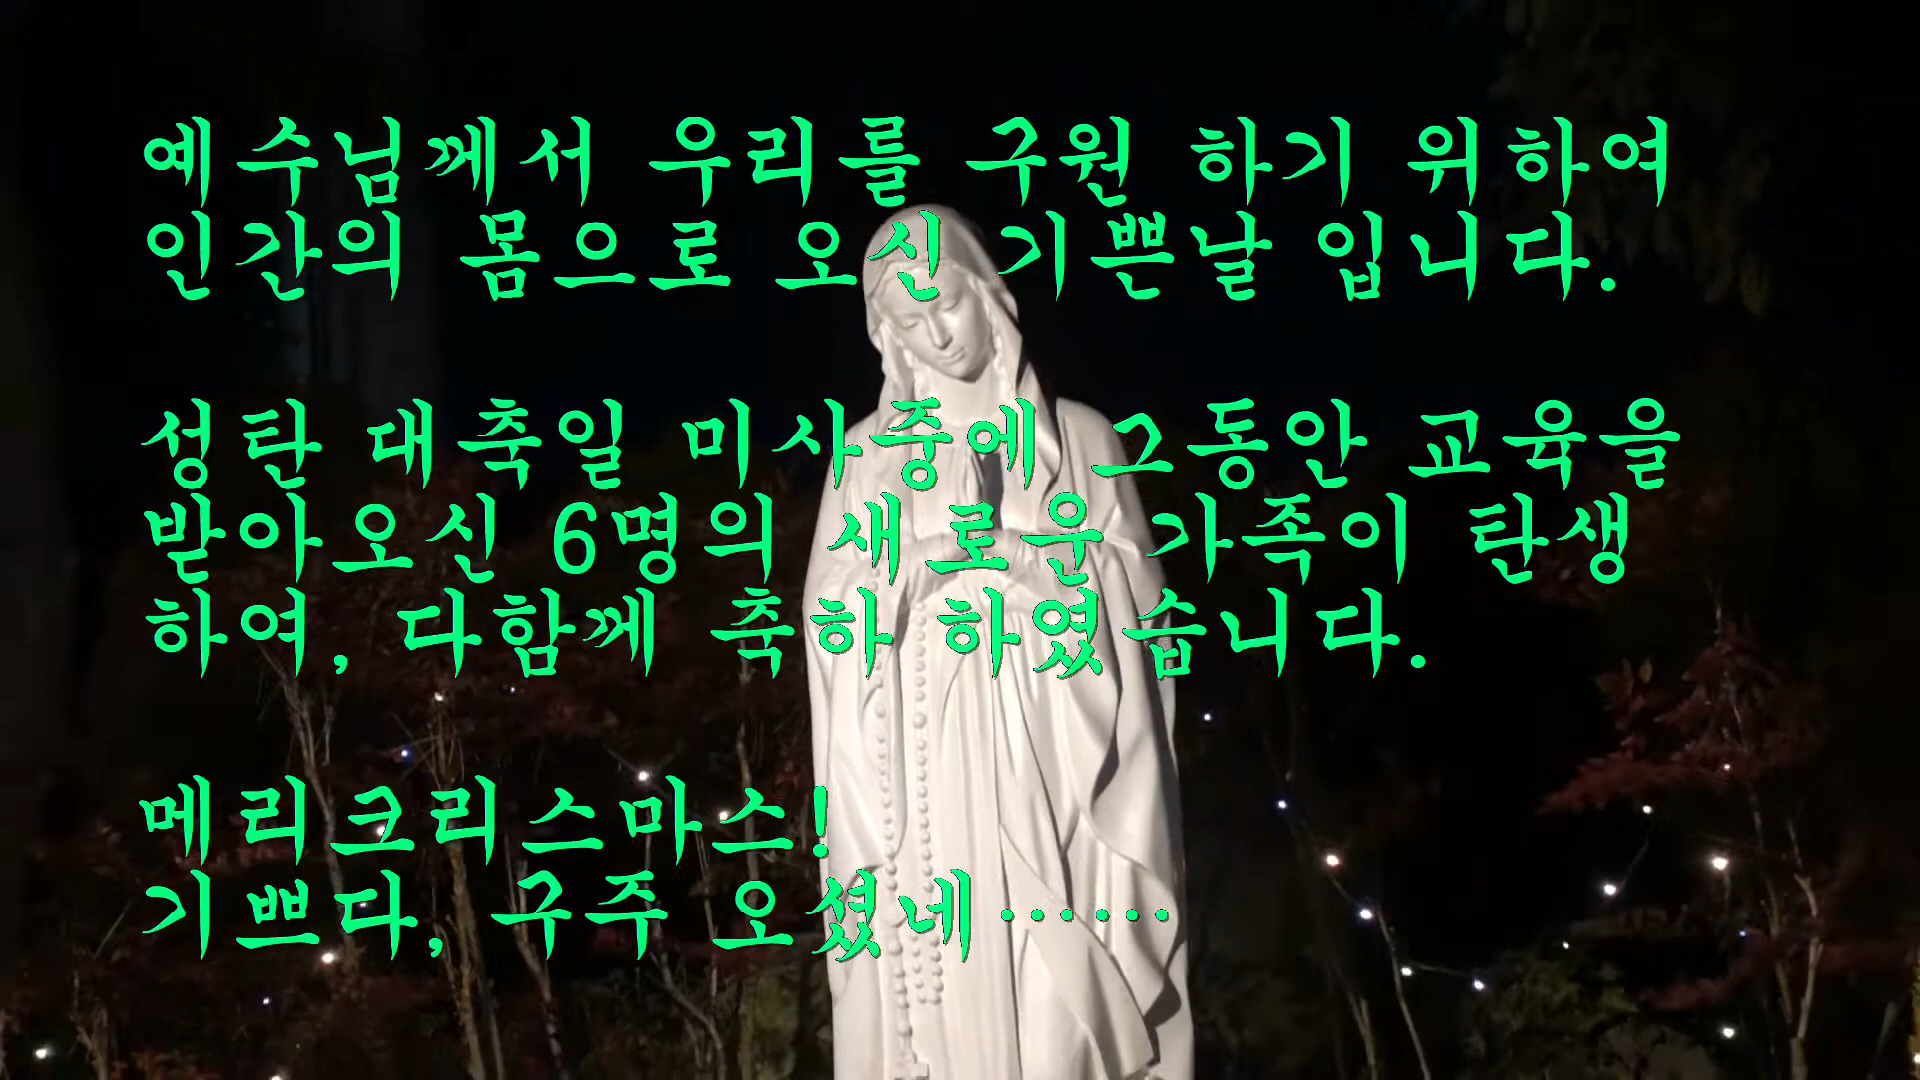 예수님께서 우리를 구원 하기 위하여
인간의 몸으로 오신 기쁜날 입니다.
성탄 대축일 미사중에 그동안 교육을
받아오신 6명의 새로운 가족이 탄생
하여, 다함께 축하 하였습니다.
메리크리스마스!
기쁘다, 구주 오셨네……